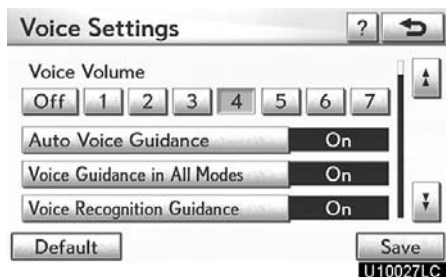 Voice Settings ?
Voice Volume
Off 1 2 3 4 5 6 7
Auto Voice Guidance On
Voice Guidance in All Modes On
Voice Recognition Guidance On
Default Save
U10027LC